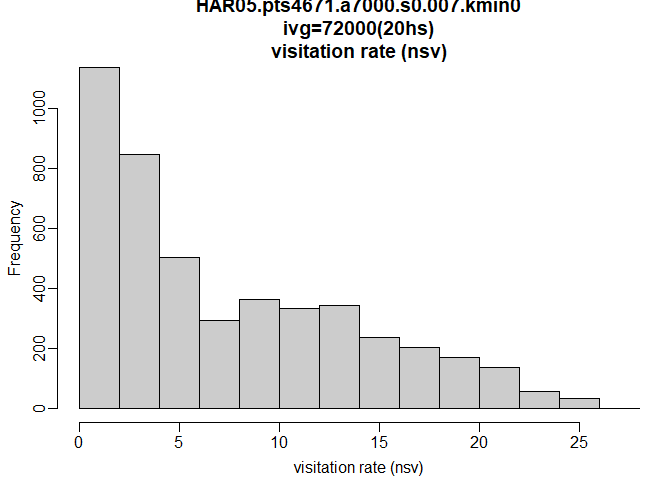 HAR05.pts4671.a7000.s0.007.kmin0
ivg=72000(20hs)
visitation rate (nsv)
Frequency
1000
800
600
400
200
0
0 5 10 15 20 25
visitation rate (nsv)